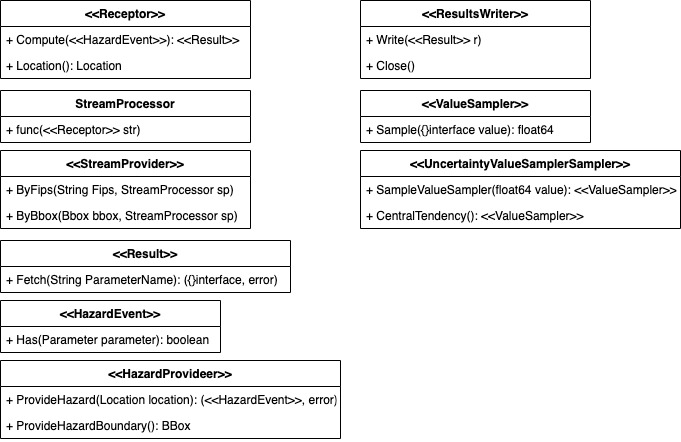 <<Receptor>>
+ Compute(<<HazardEvent>>): <<Result>>
+ Location(): Location
StreamProcessor
+ func(<<Receptor>> str)
<<StreamProvider>>
+ ByFips(String Fips, StreamProcessor sp)
+ ByBbox(Bbox bbox, StreamProcessor sp)
<<Result>>
+ Fetch(String ParameterName): ({}interface, error)
<<HazardEvent>>
+ Has(Parameter parameter): boolean
<<HazardProvideer>>
+ ProvideHazard(Location location): (<<HazardEvent>>, error)
+ ProvideHazardBoundary(): BBox
<<ResultsWriter>>
+ Write(<<Result>> r)
+ Close()
<<ValueSampler>>
+ Sample({}interface value): float64
<<UncertaintyValueSamplerSampler>>
+ SampleValueSampler(float64 value): <<ValueSampler>>
+ CentralTendency(): <<ValueSampler>>